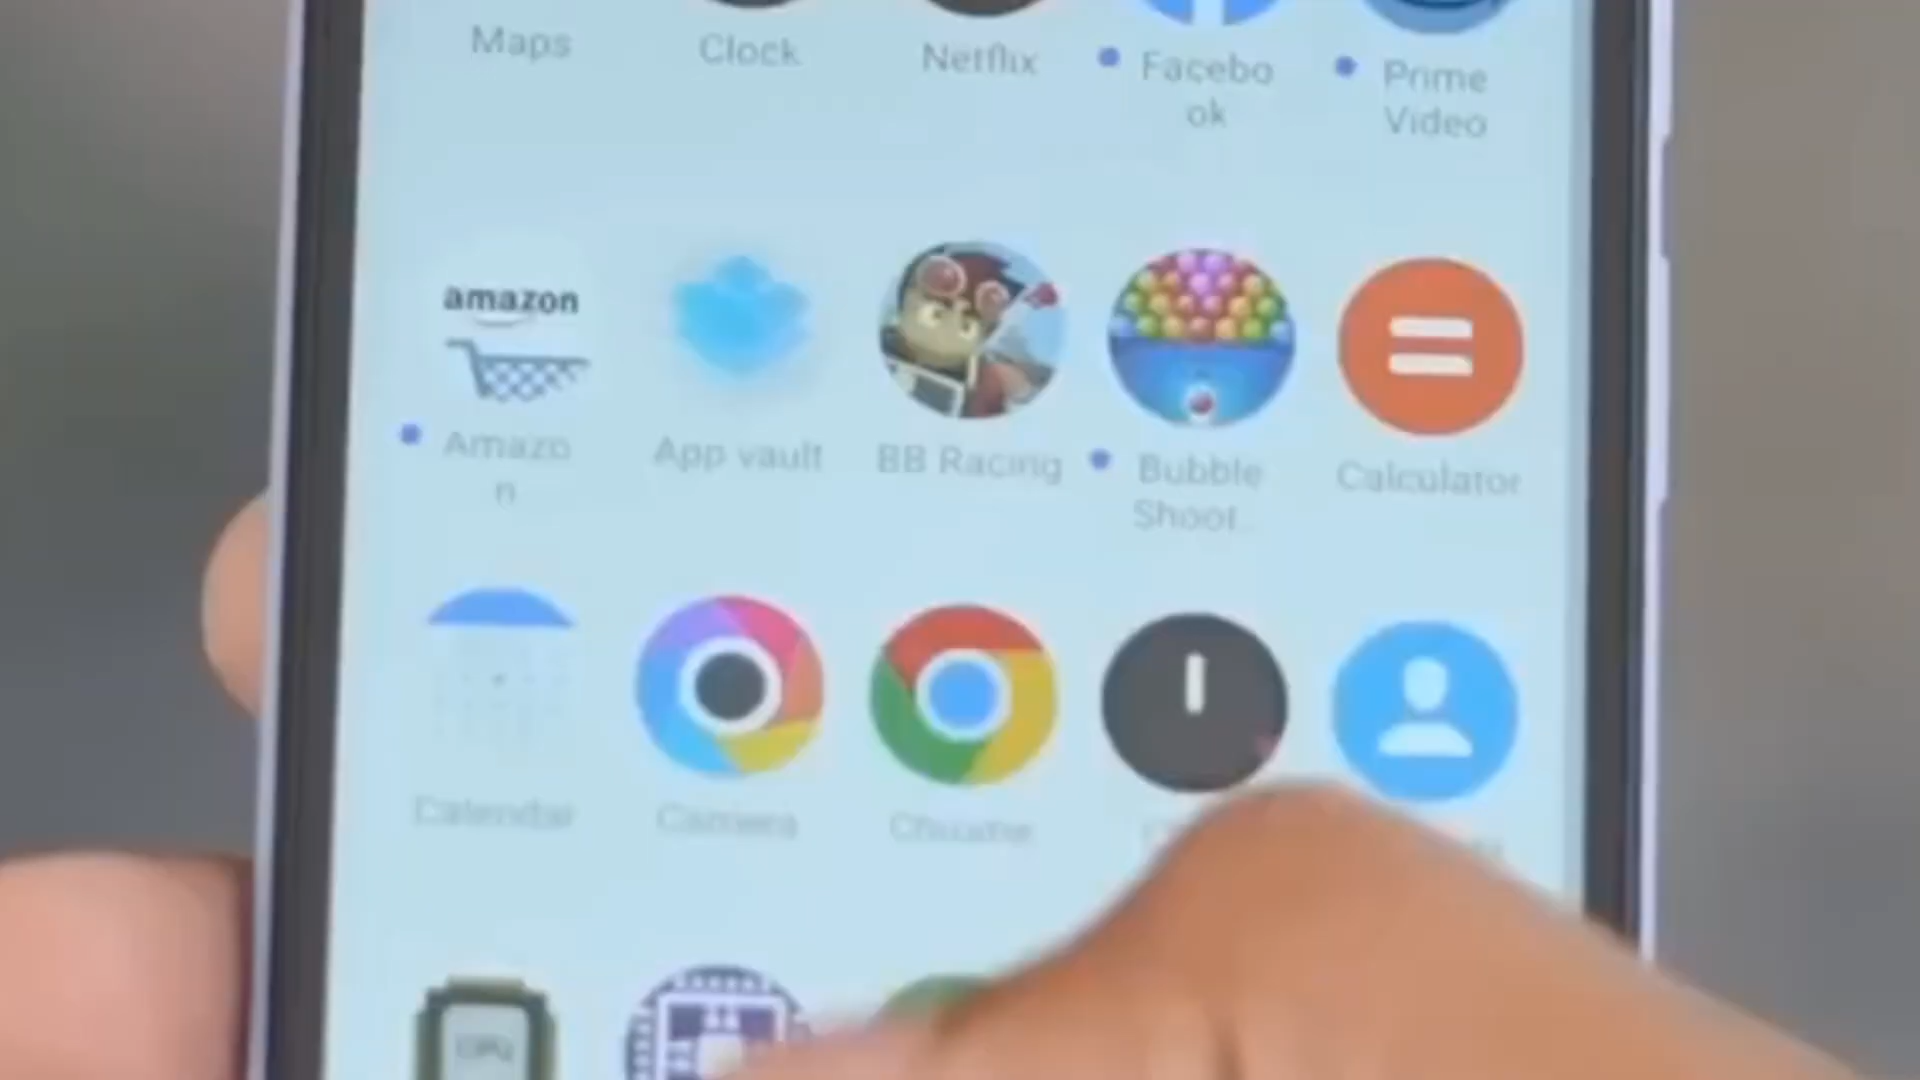 Maps
Clock
Netflix
Facebo
ok
Prime
Video
amazon
Amazo
n
App vault
BB Racing
Bubble
Shoot..
Calculator
Calendar
Camera
Chrome
CPU